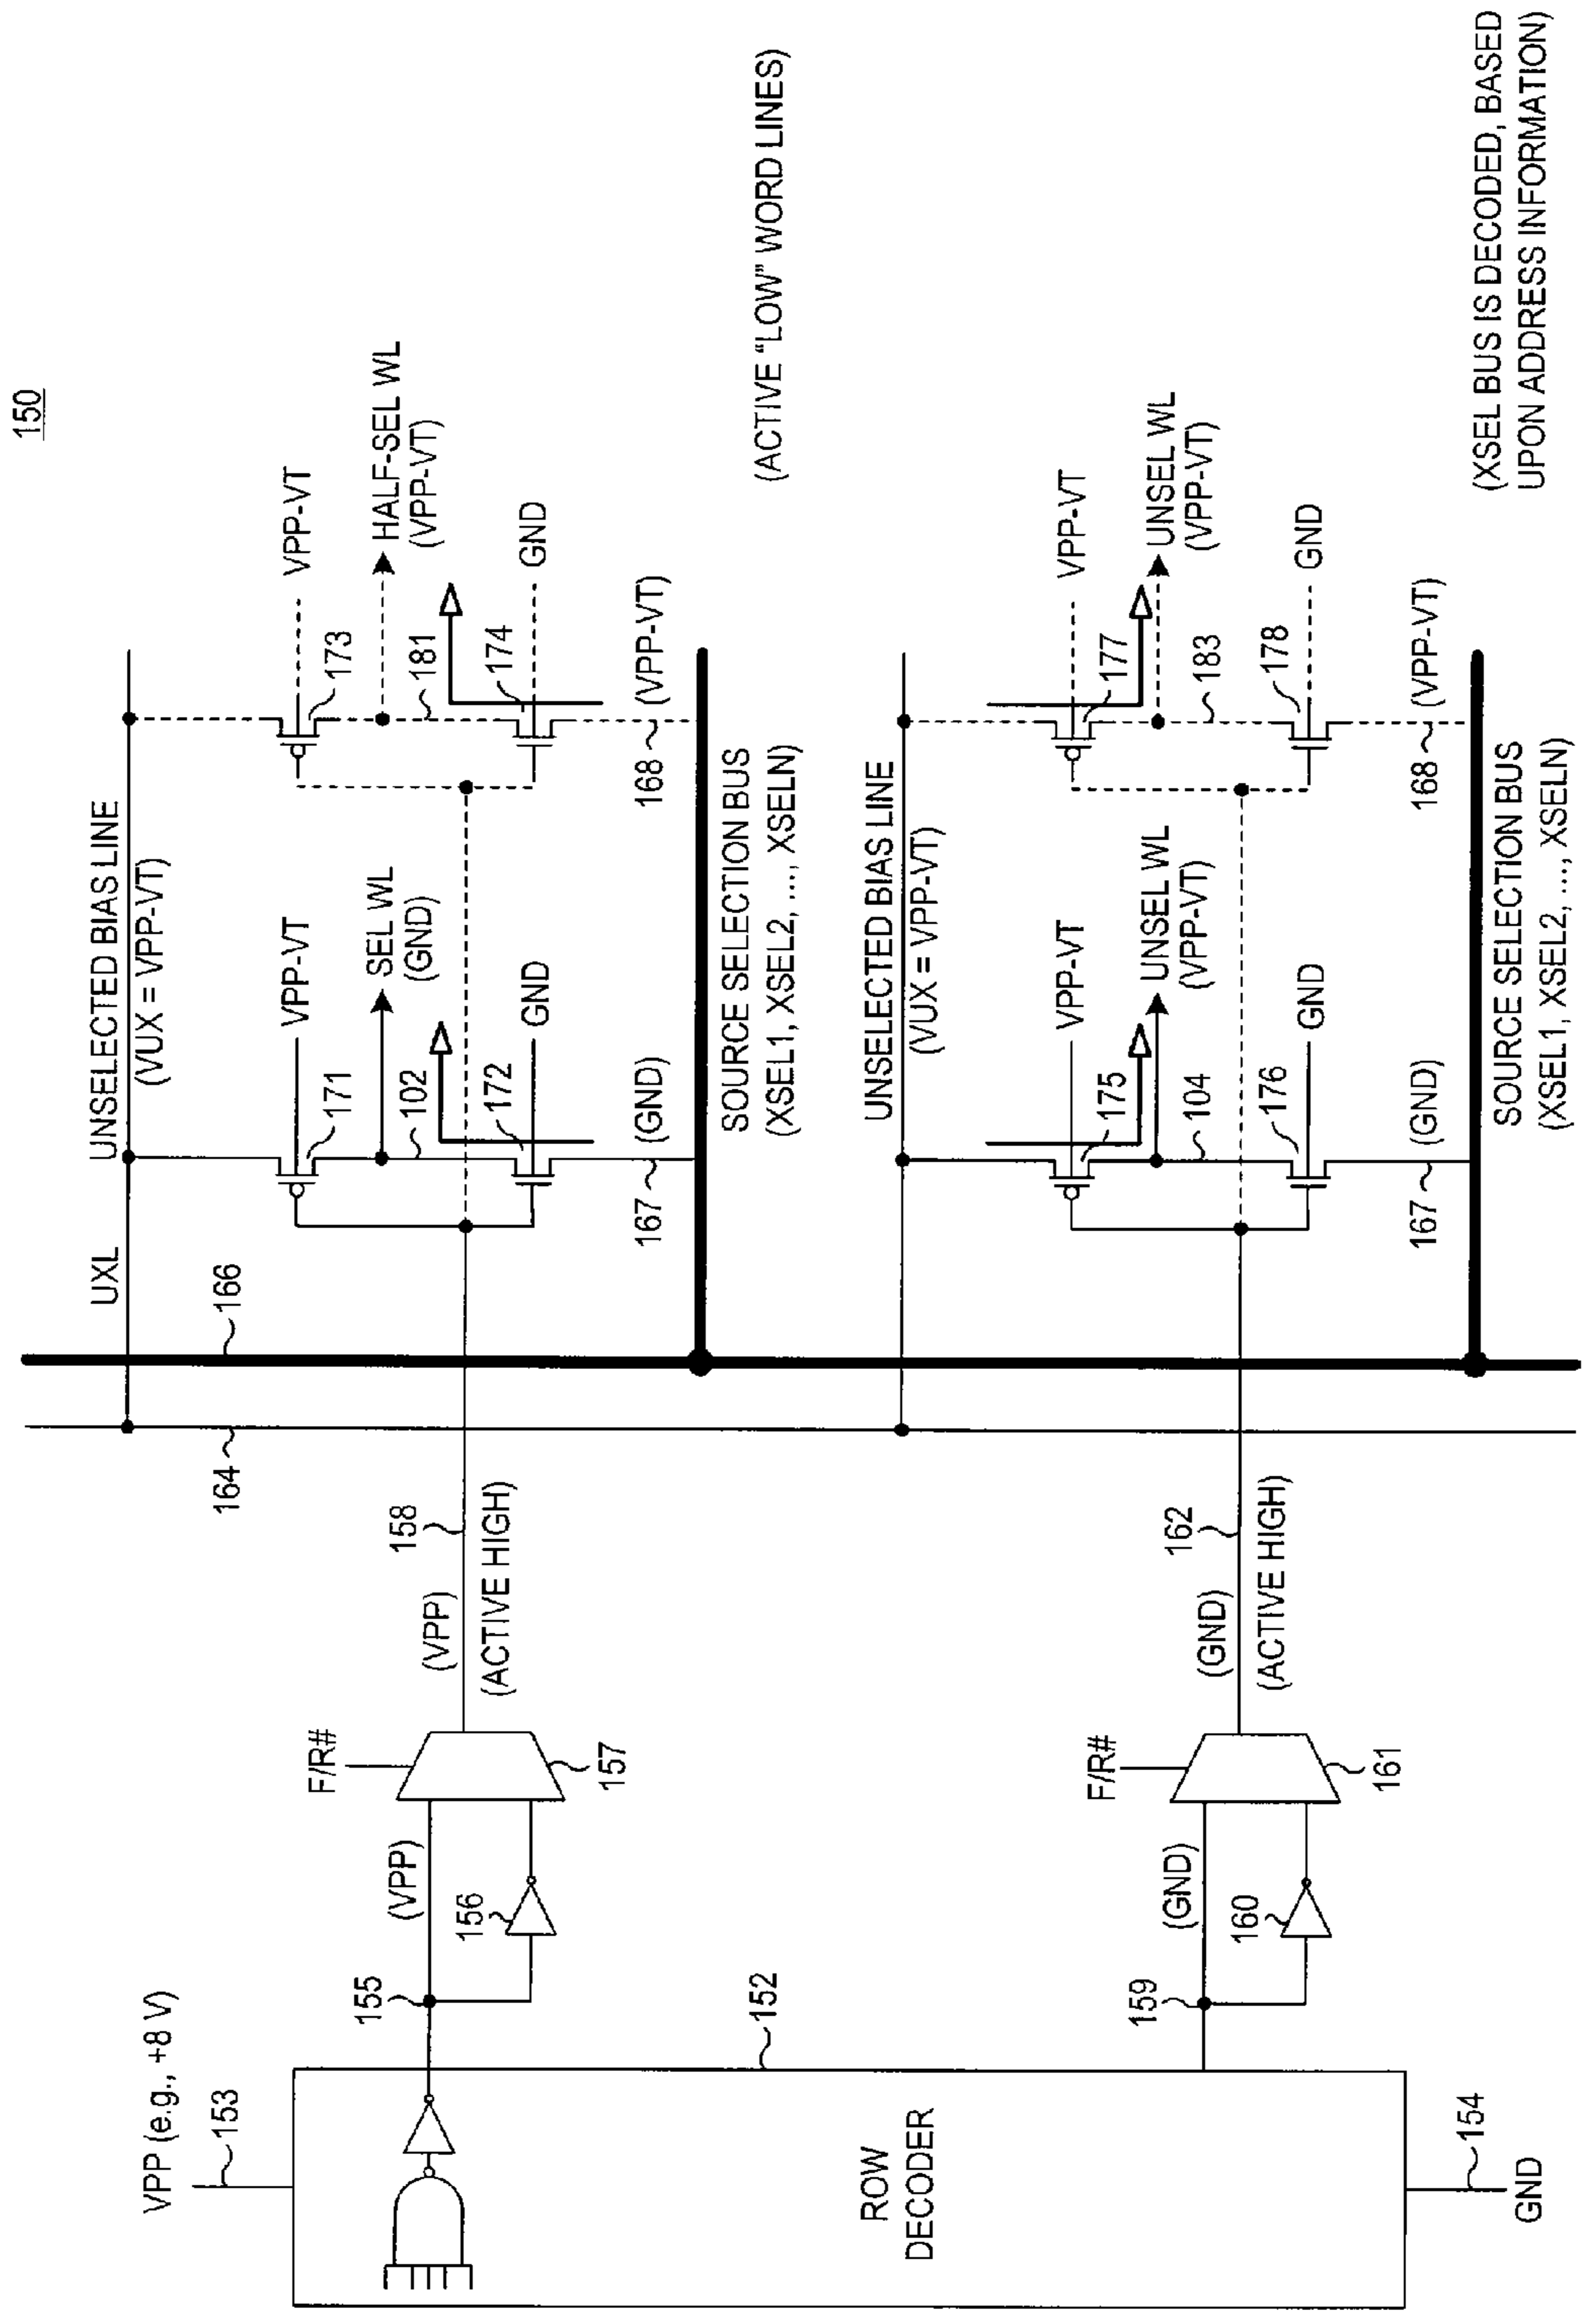 150
VPP (e.g., +8 V)
153
ROW
DECODER
152
154
GND
155
(VPP)
156
F/R#
157
(VPP)
158
(ACTIVE HIGH)
159
(GND)
160
F/R#
161
(GND)
162
(ACTIVE HIGH)
164
166
UXL
UNSELECTED BIAS LINE
(VUX = VPP-VT)
VPP-VT
171
SEL WL
(GND)
102
172
GND
167
(GND)
SOURCE SELECTION BUS
(XSEL1, XSEL2, ..., XSELN)
VPP-VT
173
HALF-SEL WL
(VPP-VT)
181
174
GND
168
(VPP-VT)
(ACTIVE “LOW” WORD LINES)
UNSELECTED BIAS LINE
(VUX = VPP-VT)
VPP-VT
175
UNSEL WL
(VPP-VT)
104
176
GND
167
(GND)
SOURCE SELECTION BUS
(XSEL1, XSEL2, ..., XSELN)
VPP-VT
177
UNSEL WL
(VPP-VT)
183
178
GND
168
(VPP-VT)
(XSEL BUS IS DECODED, BASED
UPON ADDRESS INFORMATION)